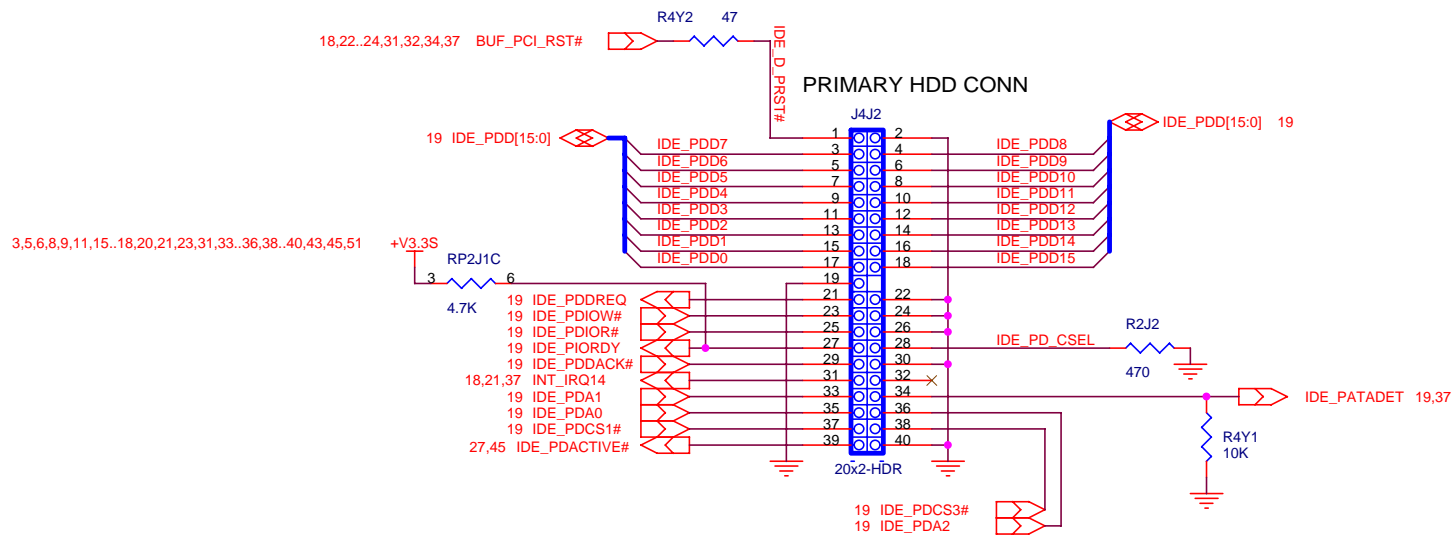 R4Y2 47
18,22..24,31,32,34,37 BUF_PCI_RST#
IDE_D_PRST#
PRIMARY HDD CONN
J4J2
19 IDE_PDD[15:0]
IDE_PDD[15:0] 19
1 2
IDE_PDD7 3 4 IDE_PDD8
IDE_PDD6 5 6 IDE_PDD9
IDE_PDD5 7 8 IDE_PDD10
IDE_PDD4 9 10 IDE_PDD11
IDE_PDD3 11 12 IDE_PDD12
IDE_PDD2 13 14 IDE_PDD13
IDE_PDD1 15 16 IDE_PDD14
IDE_PDD0 17 18 IDE_PDD15
3,5,6,8,9,11,15..18,20,21,23,31,33..36,38..40,43,45,51 +V3.3S
RP2J1C
3 6
4.7K
19
19 IDE_PDDREQ 21 22
19 IDE_PDIOW# 23 24
19 IDE_PDIOR# 25 26
19 IDE_PIORDY 27 28 IDE_PD_CSEL
R2J2
470
19 IDE_PDDACK# 29 30
18,21,37 INT_IRQ14 31 32
19 IDE_PDA1 33 34
IDE_PATADET 19,37
19 IDE_PDA0 35 36
19 IDE_PDCS1# 37 38
27,45 IDE_PDACTIVE# 39 40
R4Y1
10K
20x2-HDR
19 IDE_PDCS3#
19 IDE_PDA2